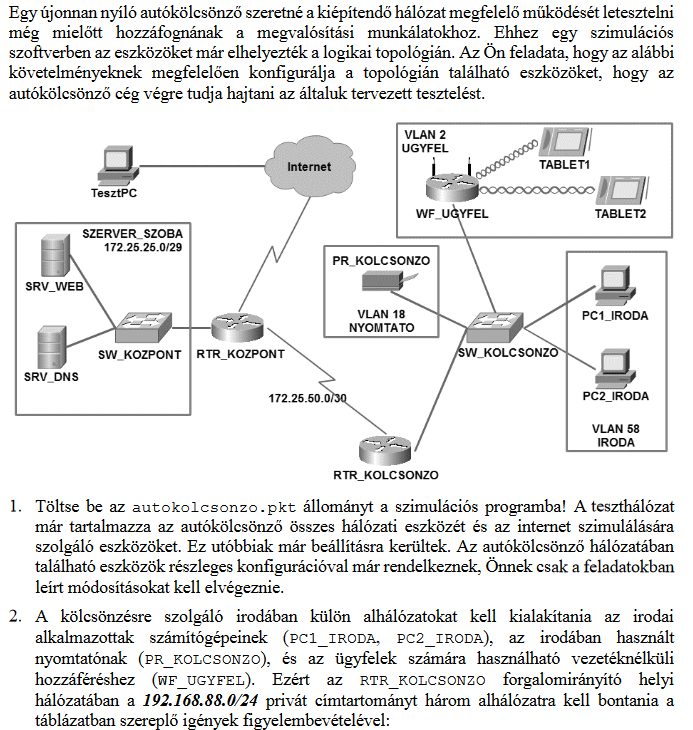 Egy újonnan nyíló autókölcsönző szeretné a kiépítendő hálózat megfelelő működését letesztelni
még mielőtt hozzáfognának a megvalósítási munkálatokhoz. Ehhez egy szimulációs
szoftverben az eszközöket már elhelyezték a logikai topológián. Az Ön feladata, hogy az alábbi
követelményeknek megfelelően konfigurálja a topológián található eszközöket, hogy az
autókölcsönző cég végre tudja hajtani az általuk tervezett tesztelést.
VLAN 2
UGYFEL
TABLET1
Internet
TesztPC
WF_UGYFEL
TABLET2
SZERVER_SZOBA
172.25.25.0/29
SRV_WEB
PR_KOLCSONZO
VLAN 18
NYOMTATO
PC1_IRODA
SW_KOZPONT
RTR_KOZPONT
SW_KOLCSONZO
SRV_DNS
PC2_IRODA
172.25.50.0/30
VLAN 58
IRODA
RTR_KOLCSONZO
1. Töltse be az autokolcsonzo.pkt állományt a szimulációs programba! A teszthálózat
már tartalmazza az autókölcsönző összes hálózati eszközét és az internet szimulálására
szolgáló eszközöket. Ez utóbbiak már beállításra kerültek. Az autókölcsönző hálózatában
található eszközök részleges konfigurációval már rendelkeznek, Önnek csak a feladatokban
leírt módosításokat kell elvégeznie.
2. A kölcsönzésre szolgáló irodában külön alhálózatokat kell kialakítania az irodai
alkalmazottak számítógépeinek (PC1_IRODA, PC2_IRODA), az irodában használt
nyomtatónak (PR_KOLCSONZO), és az ügyfelek számára használható vezetéknélküli
hozzáféréshez (WF_UGYFEL). Ezért az RTR_KOLCSONZO forgalomirányító helyi
hálózatában a 192.168.88.0/24 privát címtartományt három alhálózatra kell bontania a
táblázatban szereplő igények figyelembevételével: